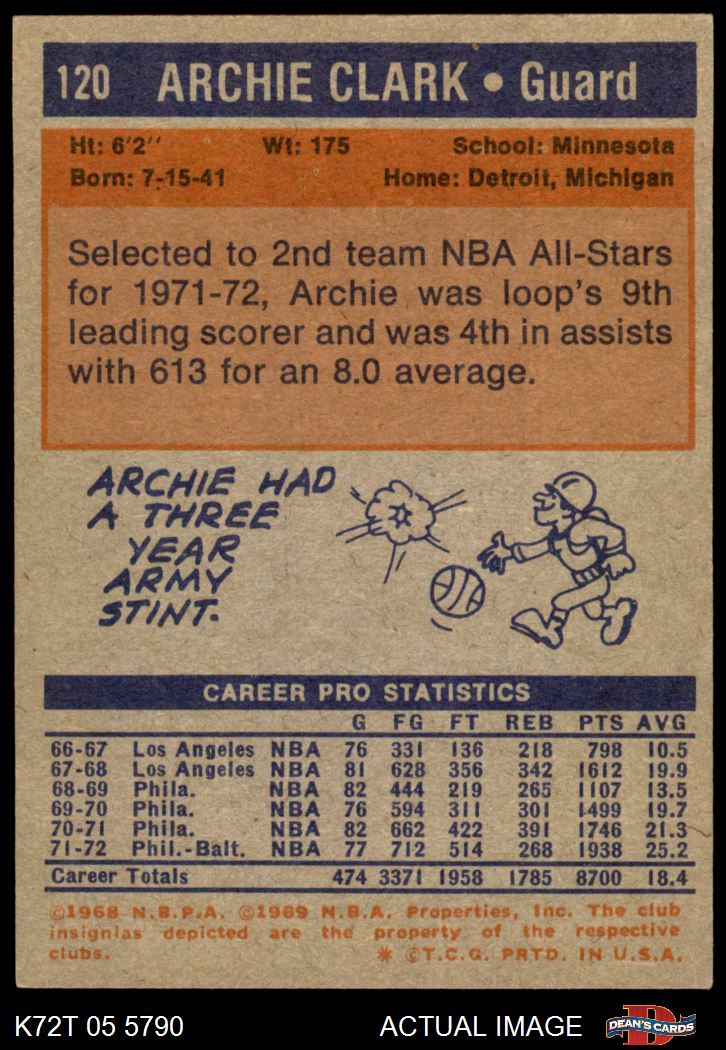 120 ARCHIE CLARK • Guard
Ht: 6'2'' Wt: 175 School: Minnesota
Born: 7-15-41 Home: Detroit, Michigan
Selected to 2nd team NBA All-Stars
for 1971-72, Archie was loop's 9th
leading scorer and was 4th in assists
with 613 for an 8.0 average.
ARCHIE HAD
A THREE
YEAR
ARMY
STINT.
CAREER PRO STATISTICS
G FG FT REB PTS AVG
66-67 Los Angeles NBA 76 331 136 218 798 10.5
67-68 Los Angeles NBA 81 628 356 342 1612 19.9
68-69 Phila. NBA 82 444 219 265 1107 13.5
69-70 Phila. NBA 76 594 311 301 1499 19.7
70-71 Phila. NBA 82 662 422 391 1746 21.3
71-72 Phil.-Balt. NBA 77 712 514 268 1938 25.2
Career Totals 474 3371 1958 1785 8700 18.4
©1968 N.B.P.A. ©1969 N.B.A. Properties, Inc. The club
insignias depicted are the property of the respective
clubs. * ©T.C.G. PRTD. IN U.S.A.
K72T 05 5790 ACTUAL IMAGE DEAN'S CARDS